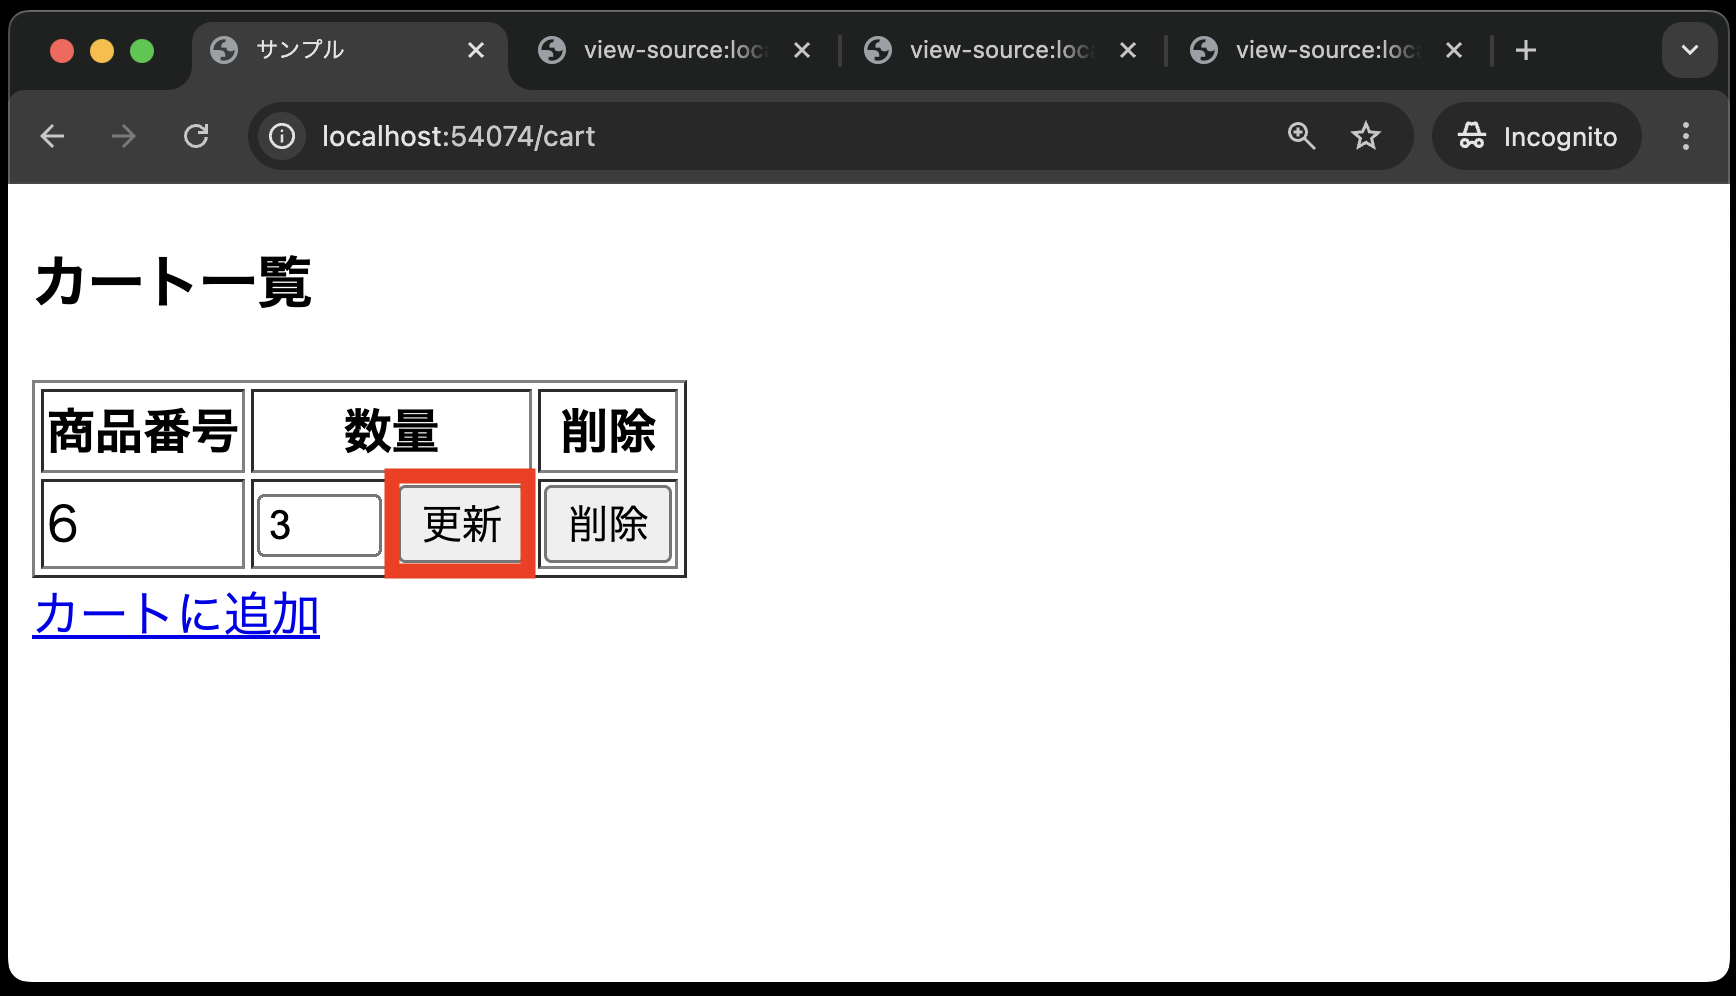 サンプル view-source:loc view-source:loc view-source:loc
localhost:54074/cart Incognito
カート一覧
商品番号 数量 削除
6 3 更新 削除
カートに追加